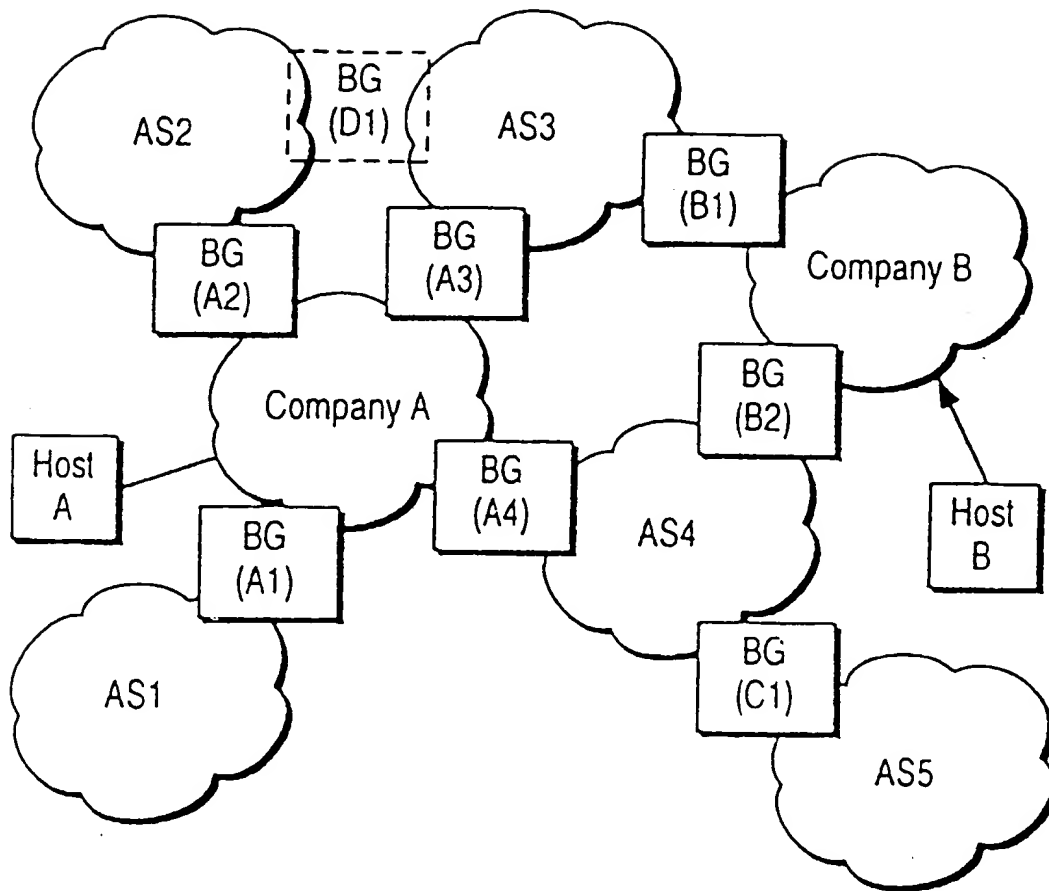 BG
(D1)
AS2
AS3
BG
(B1)
BG
(A2)
BG
(A3)
Company B
BG
(B2)
Company A
Host
A
BG
(A4)
BG
(A1)
AS4
Host
B
BG
(C1)
AS1
AS5